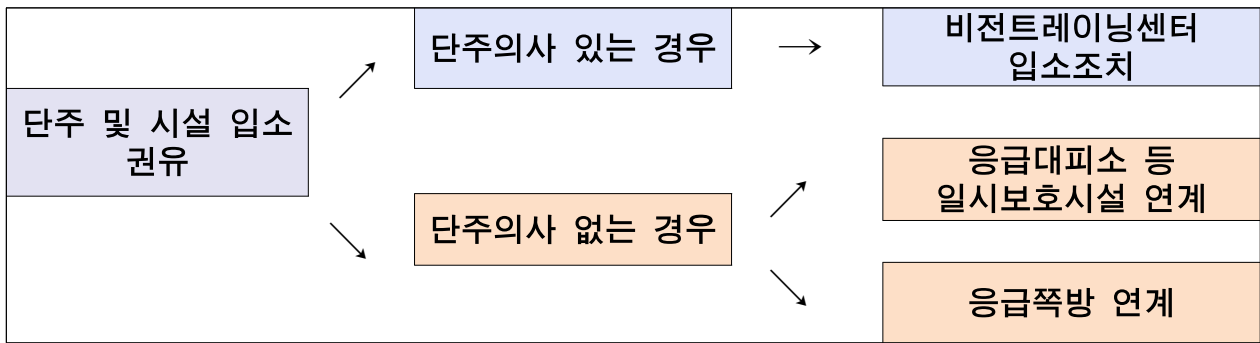 단주 및 시설 입소
권유
단주의사 있는 경우
비전트레이닝센터
입소조치
단주의사 없는 경우
응급대피소 등
일시보호시설 연계
응급쪽방 연계